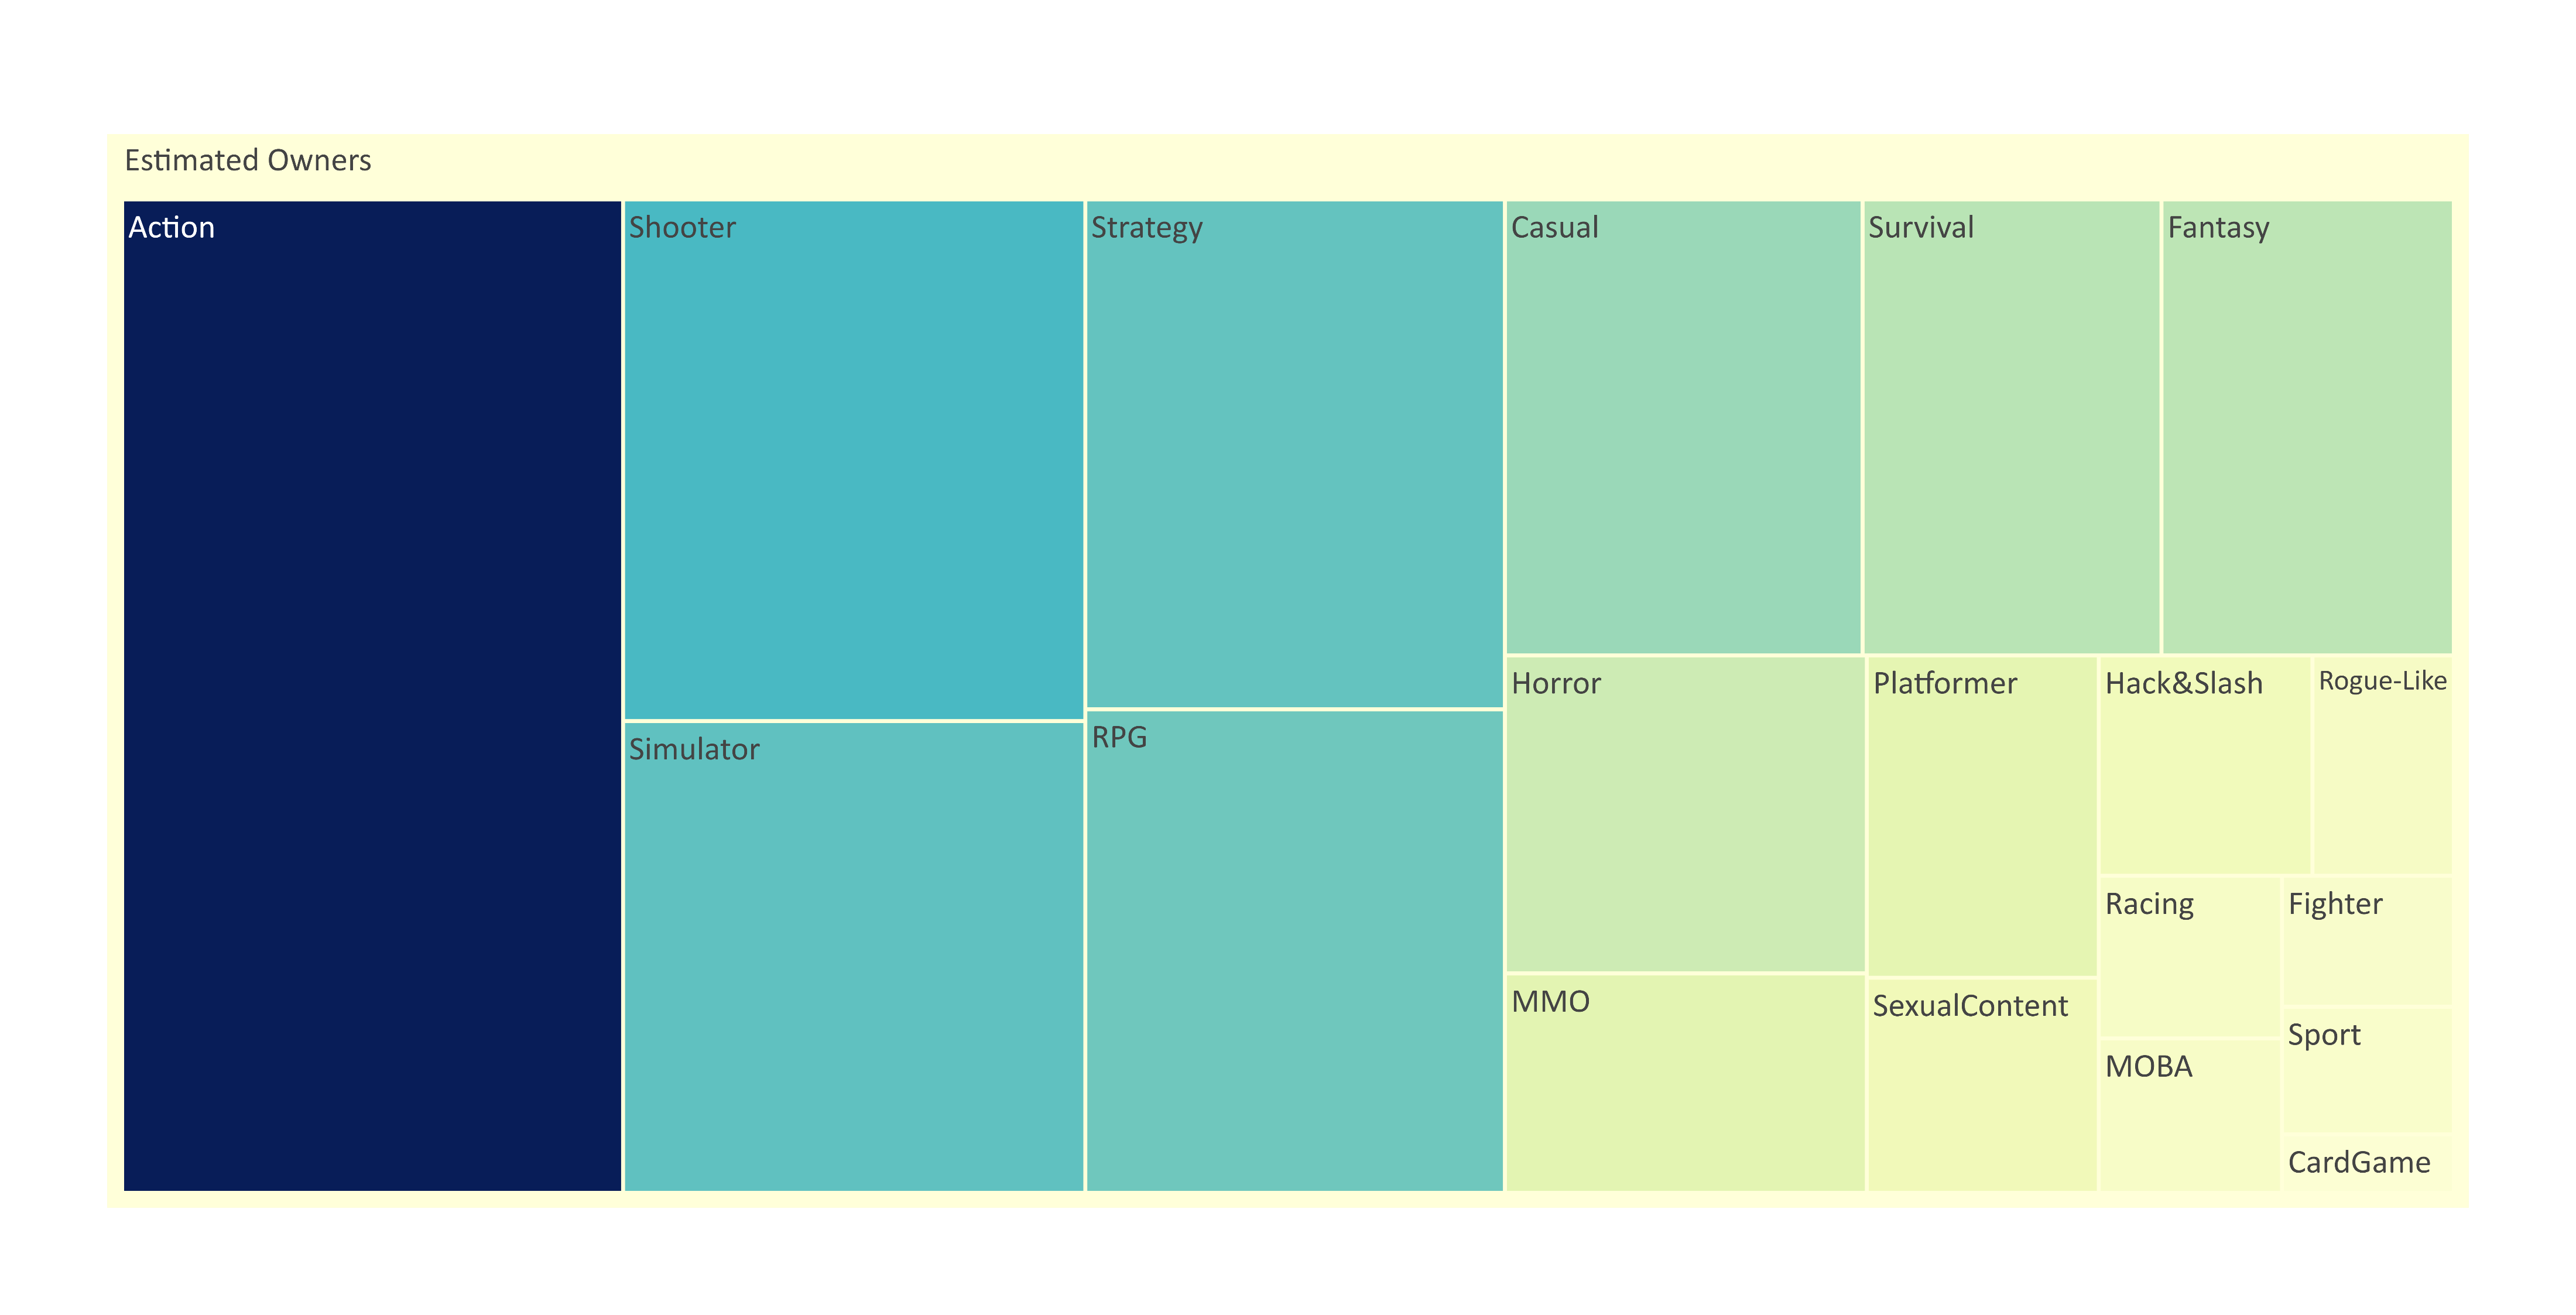 Estimated Owners
Action
Shooter
Strategy
Casual
Survival
Fantasy
Horror
Platformer
Hack&Slash
Rogue-Like
Simulator
RPG
Racing
Fighter
MMO
SexualContent
Sport
MOBA
CardGame